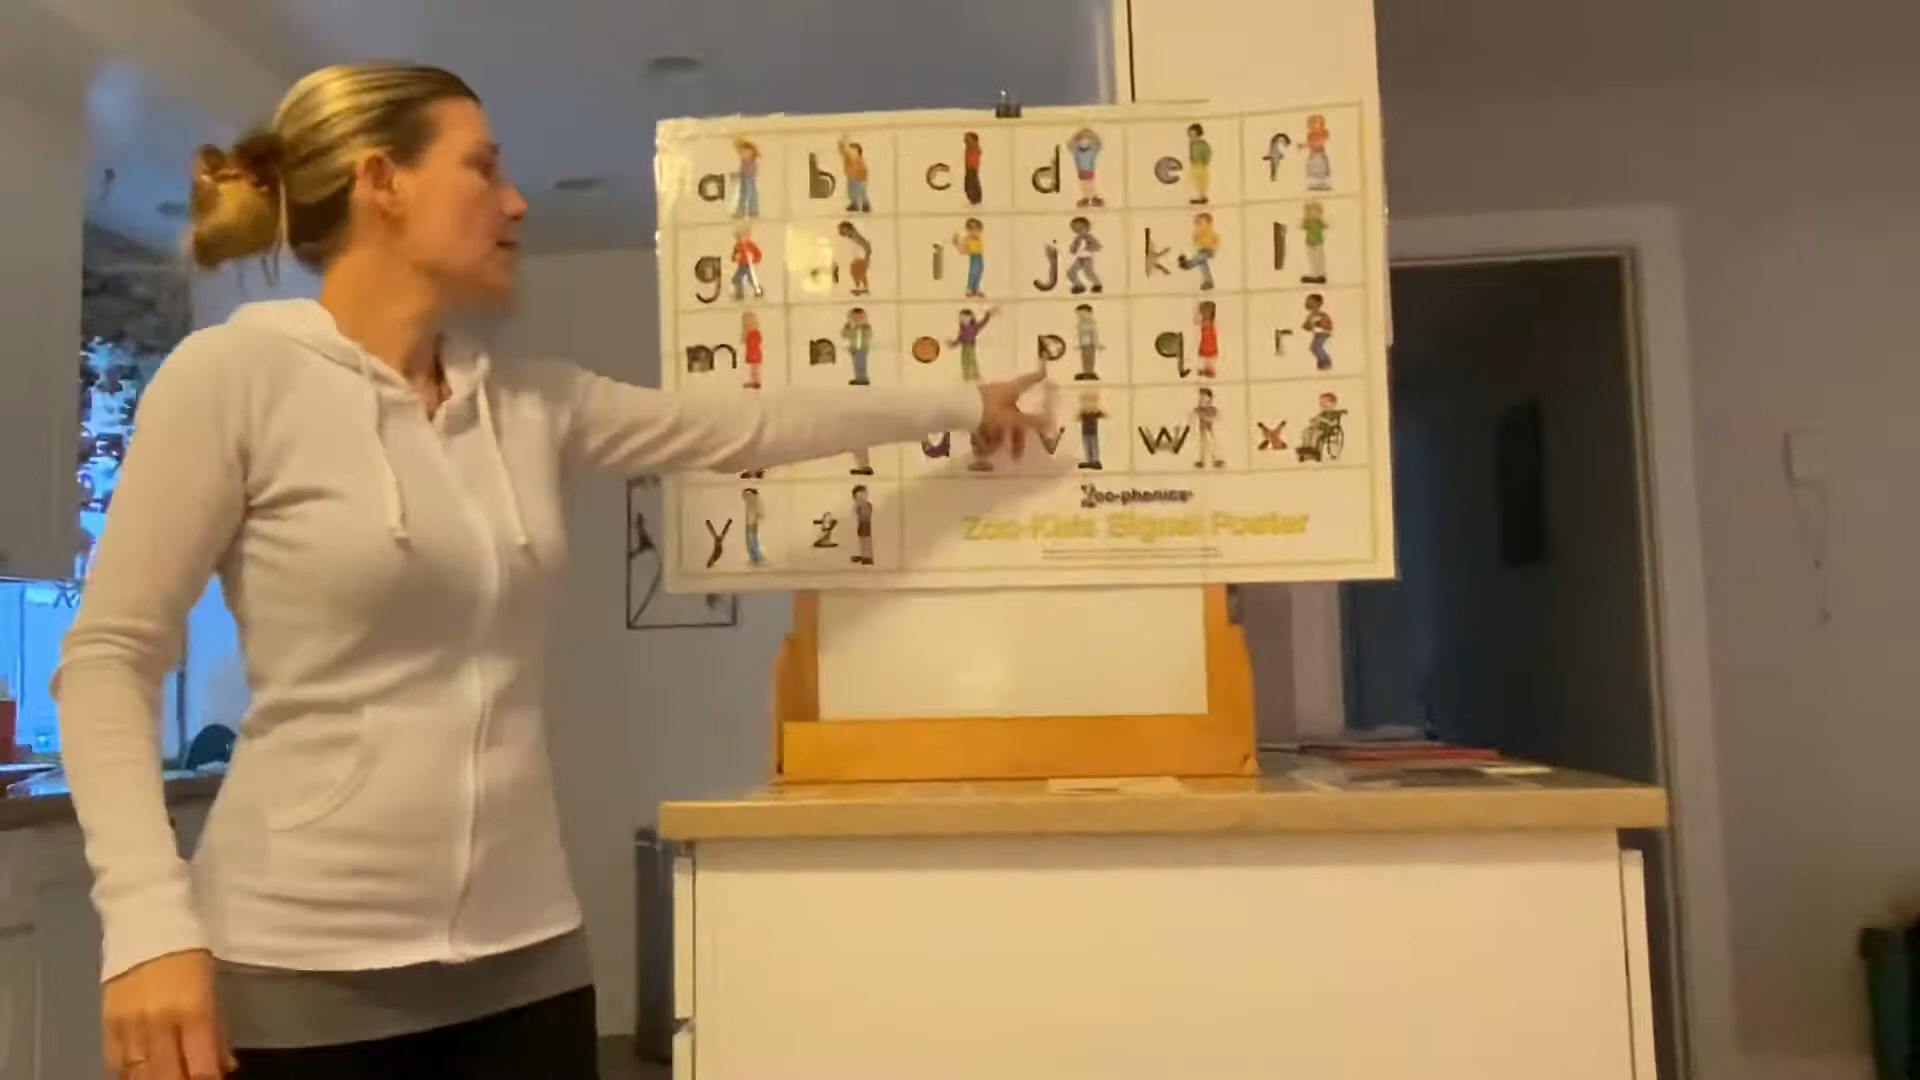 a b c d e f
g i j k l
m n o p q r
u v w x
y z
Zoo-phonics
Zoo-Kids Signal Poster